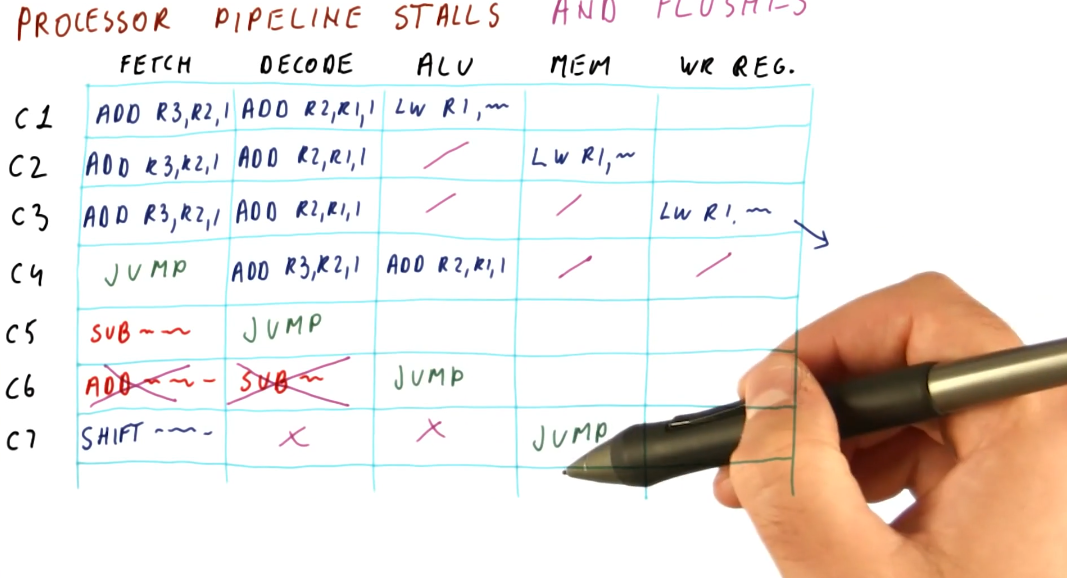 PROCESSOR PIPELINE STALLS AND FLUSHES
FETCH DECODE ALU MEM WR REG.
C1 ADD R3,R2,1 ADD R2,R1,1 LW R1,~
C2 ADD R3,R2,1 ADD R2,R1,1 / LW R1,~
C3 ADD R3,R2,1 ADD R2,R1,1 / / LW R1,~
C4 JUMP ADD R3,R2,1 ADD R2,R1,1 / /
C5 SUB ~~ JUMP
C6 ADD ~~- SUB ~ JUMP
C7 SHIFT ~~- X X JUMP